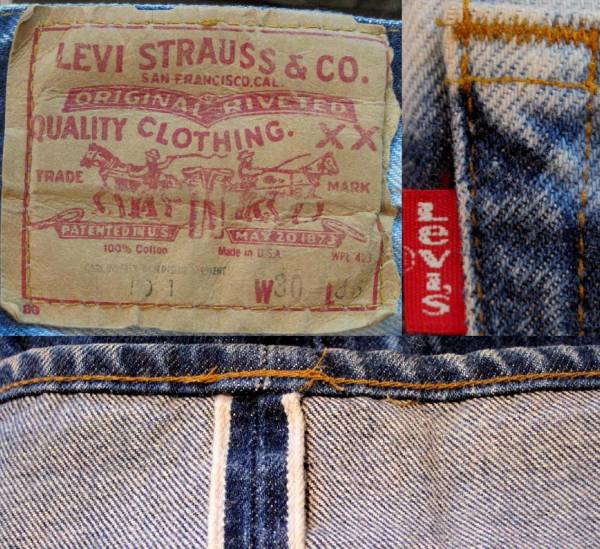 LEVI STRAUSS & CO.
SAN FRANCISCO, CAL.
ORIGINAL RIVETED
QUALITY CLOTHING. XX
TRADE MARK
PATENTED IN U.S. MAY 20 1873
100% Cotton Made in U.S.A. WPL 423
W30
LEVI'S